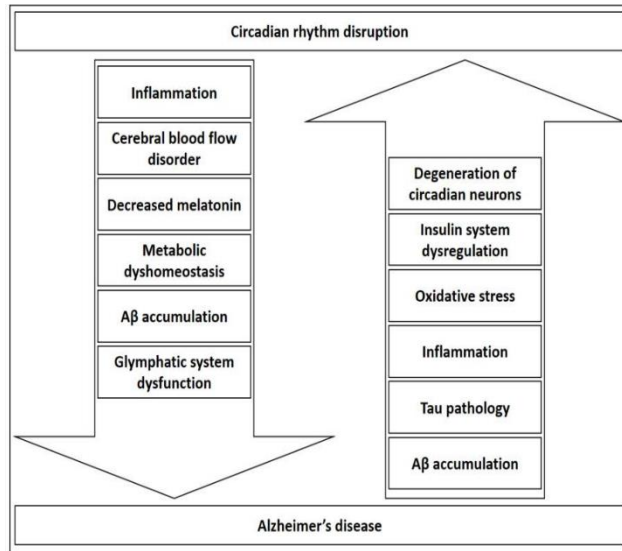 Circadian rhythm disruption
Inflammation
Cerebral blood flow
disorder
Decreased melatonin
Metabolic
dyshomeostasis
Aβ accumulation
Glymphatic system
dysfunction
Degeneration of
circadian neurons
Insulin system
dysregulation
Oxidative stress
Inflammation
Tau pathology
Aβ accumulation
Alzheimer’s disease